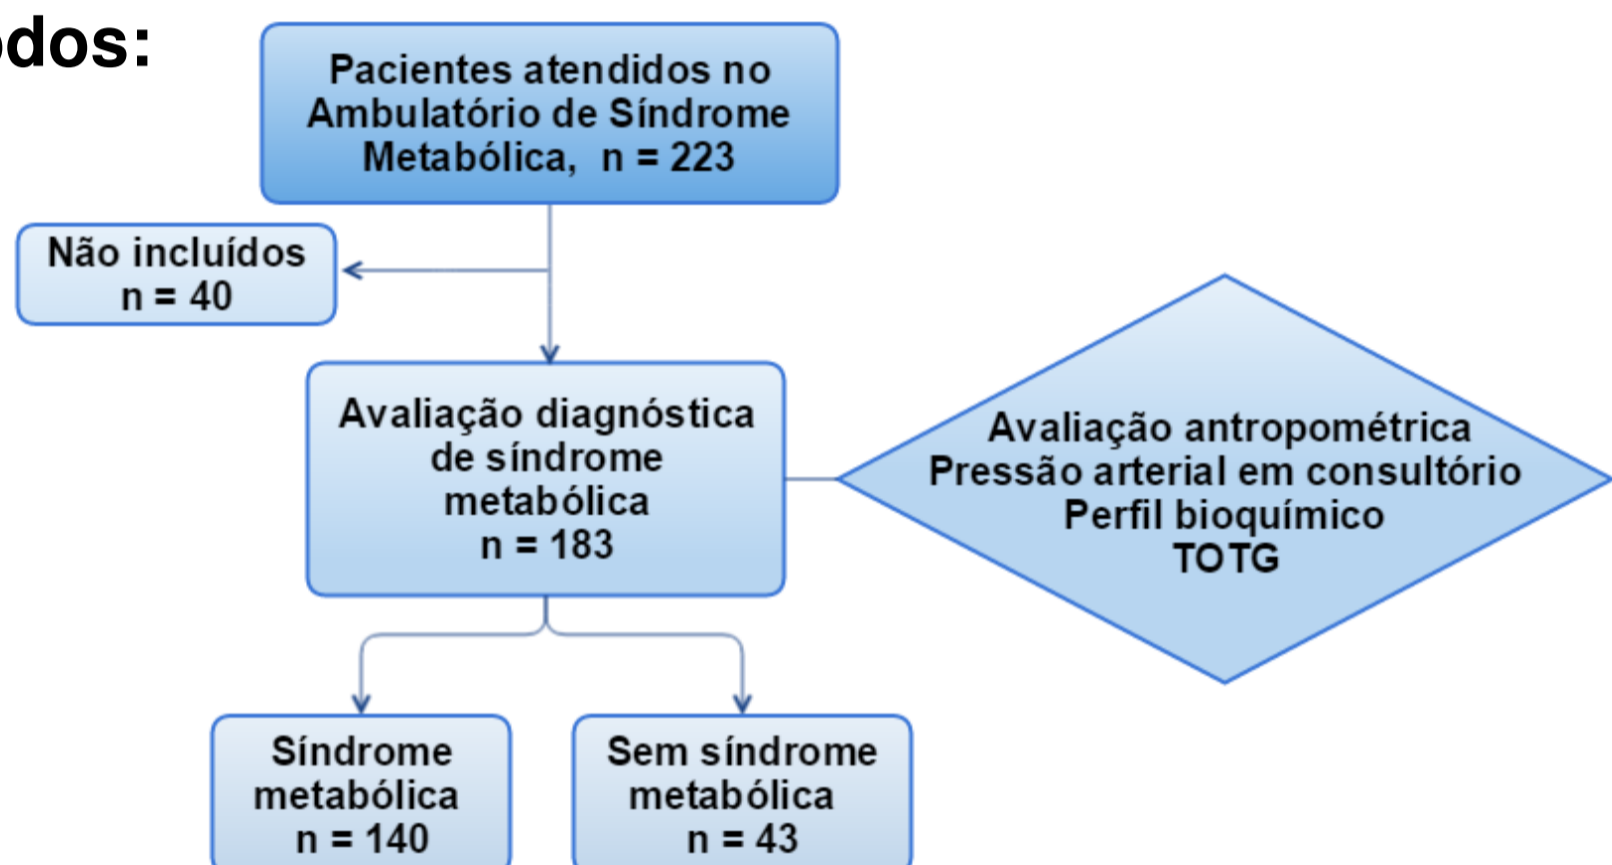 odos:
Pacientes atendidos no
Ambulatório de Síndrome
Metabólica, n = 223
Não incluídos
n = 40
Avaliação diagnóstica
de síndrome
metabólica
n = 183
Avaliação antropométrica
Pressão arterial em consultório
Perfil bioquímico
TOTG
Síndrome
metabólica
n = 140
Sem síndrome
metabólica
n = 43